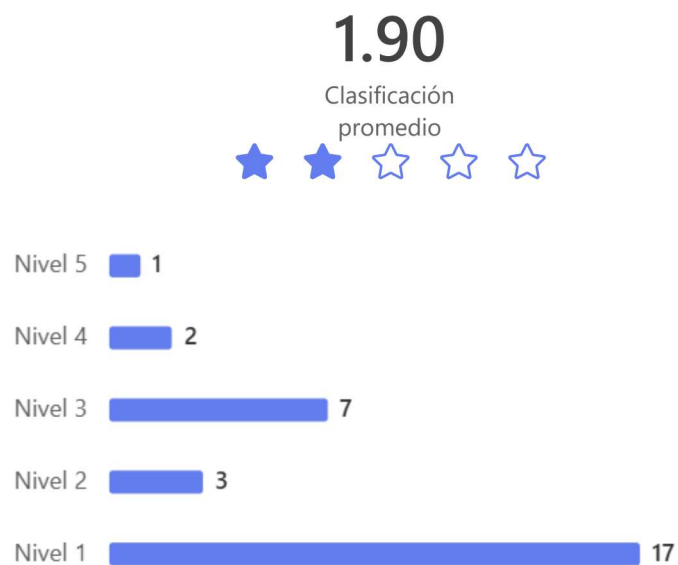 1.90
Clasificación
promedio
Nivel 5 1
Nivel 4 2
Nivel 3 7
Nivel 2 3
Nivel 1 17